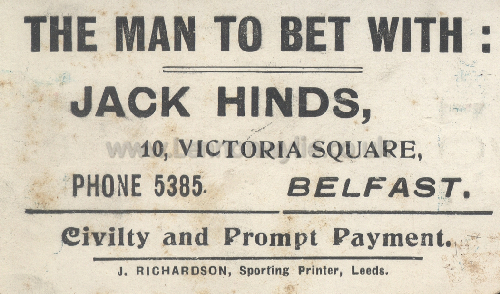 THE MAN TO BET WITH :
JACK HINDS,
10, VICTORIA SQUARE,
PHONE 5385. BELFAST.
Civilty and Prompt Payment.
J. RICHARDSON, Sporting Printer, Leeds.